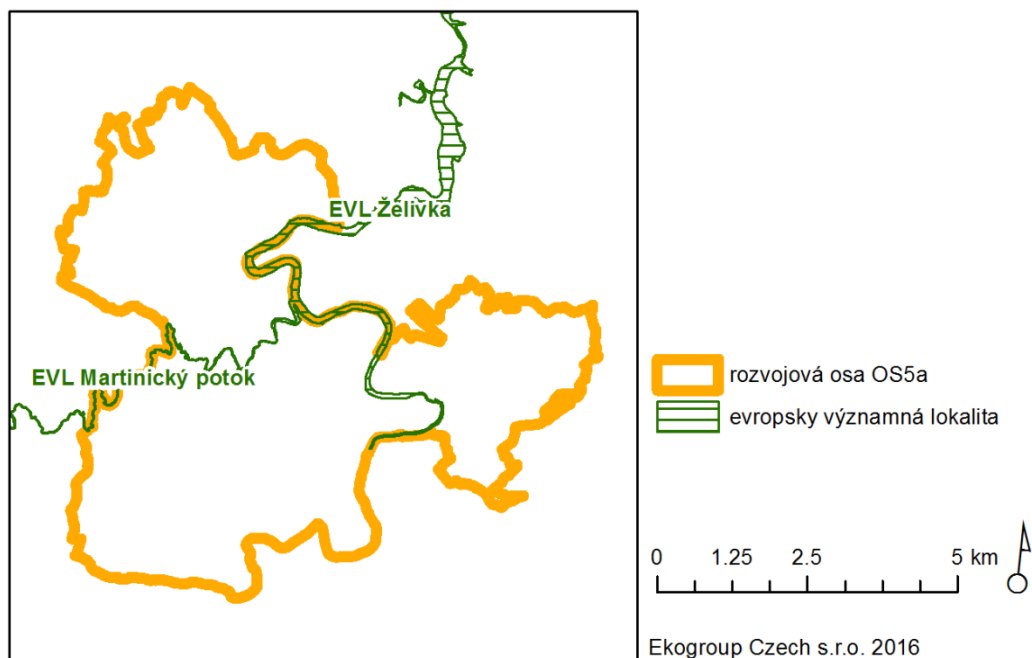 EVL Želivka
EVL Martinický potok
rozvojová osa OS5a
evropsky významná lokalita
0 1.25 2.5 5 km
Ekogroup Czech s.r.o. 2016